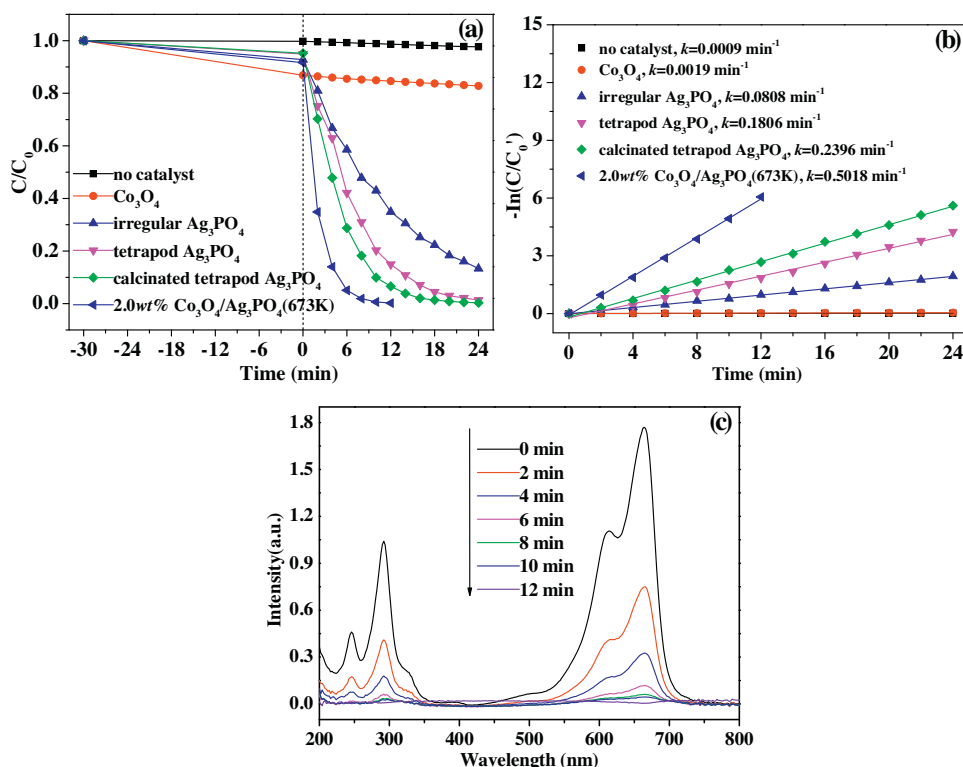 (a)
1.0
0.8
0.6
0.4
0.2
0.0
C/C₀
no catalyst
Co₃O₄
irregular Ag₃PO₄
tetrapod Ag₃PO₄
calcinated tetrapod Ag₃PO₄
2.0wt% Co₃O₄/Ag₃PO₄(673K)
-30 -24 -18 -12 -6 0 6 12 18 24
Time (min)
(b)
-15
-12
-9
-6
-3
0
-In(C/C₀')
no catalyst, k=0.0009 min⁻¹
Co₃O₄, k=0.0019 min⁻¹
irregular Ag₃PO₄, k=0.0808 min⁻¹
tetrapod Ag₃PO₄, k=0.1806 min⁻¹
calcinated tetrapod Ag₃PO₄, k=0.2396 min⁻¹
2.0wt% Co₃O₄/Ag₃PO₄(673K), k=0.5018 min⁻¹
0 4 8 12 16 20 24
Time (min)
(c)
1.8
1.5
1.2
0.9
0.6
0.3
0.0
Intensity(a.u.)
0 min
2 min
4 min
6 min
8 min
10 min
12 min
200 300 400 500 600 700 800
Wavelength (nm)